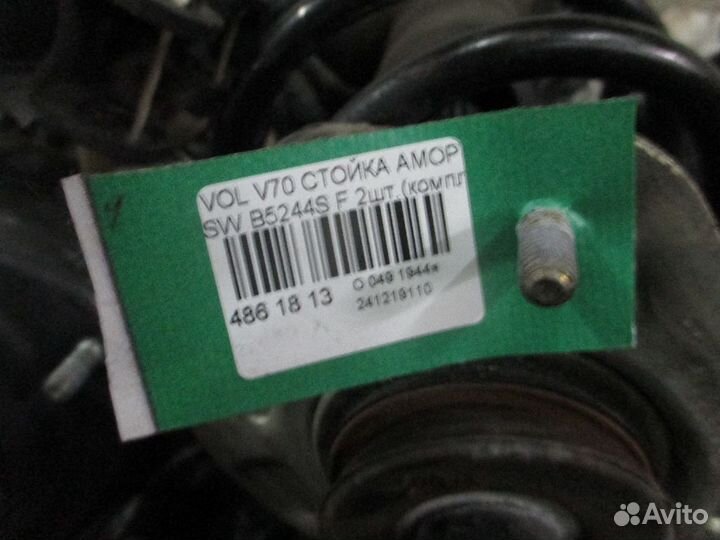 VOL V70 СТОЙКА АМОР
SW B5244S F 2шт.(компл
486 18 13
O 049 1944я
241219110
Avito